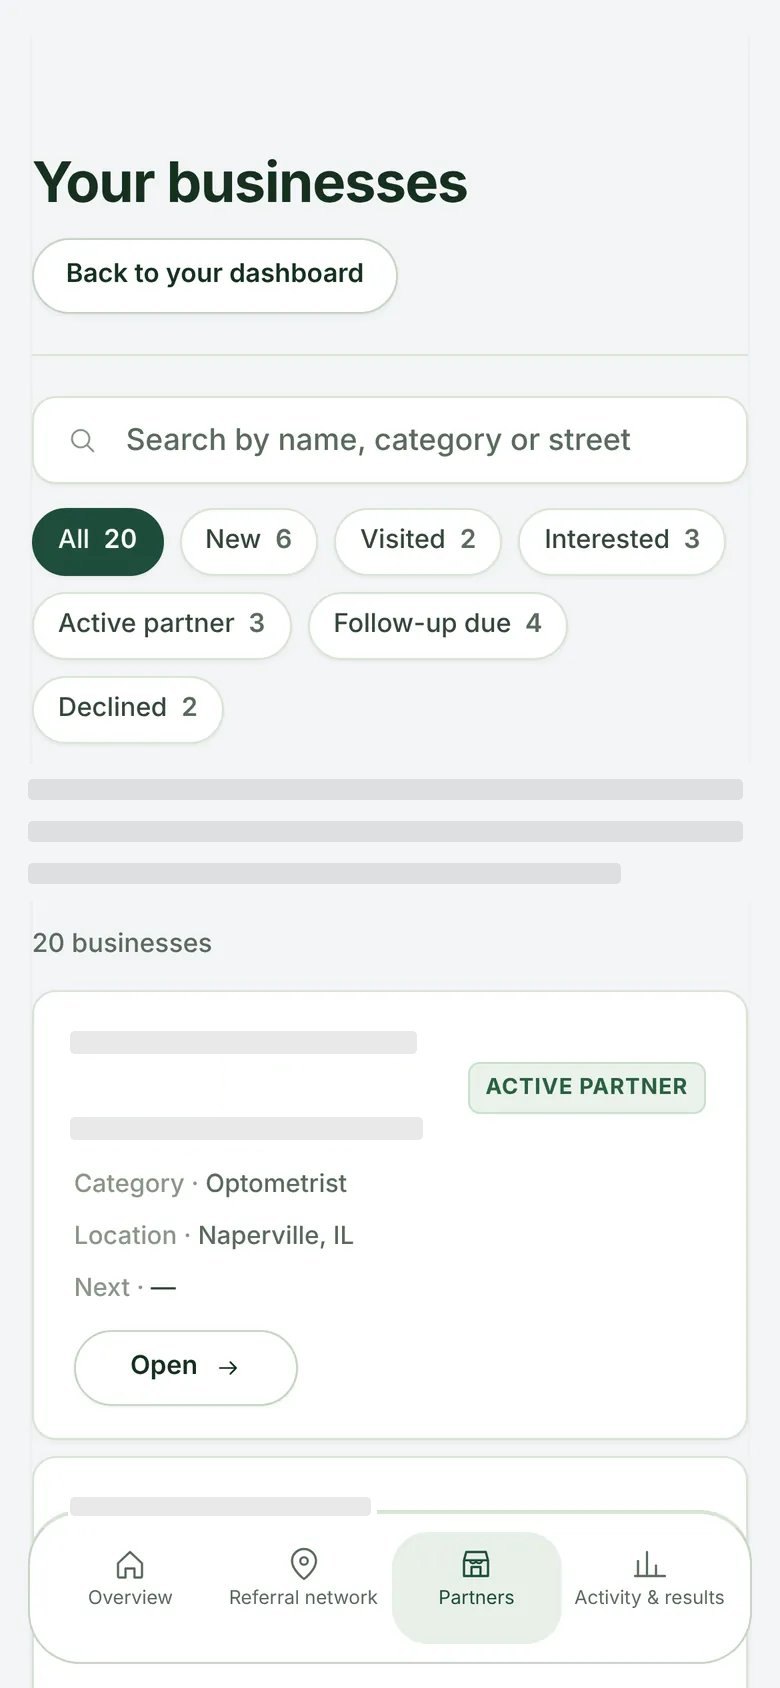 Your businesses
Back to your dashboard
Search by name, category or street
All 20 New 6 Visited 2 Interested 3
Active partner 3 Follow-up due 4
Declined 2
20 businesses
ACTIVE PARTNER
Category · Optometrist
Location · Naperville, IL
Next · —
Open →
Overview Referral network Partners Activity & results